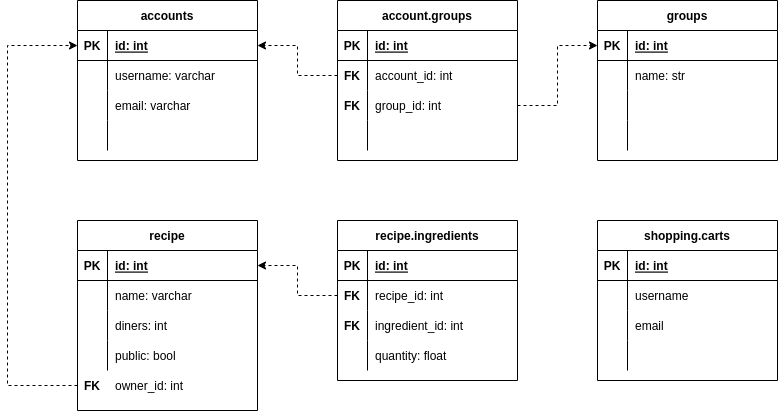 accounts
PK id: int
username: varchar
email: varchar
account.groups
PK id: int
FK account_id: int
FK group_id: int
groups
PK id: int
name: str
recipe
PK id: int
name: varchar
diners: int
public: bool
FK owner_id: int
recipe.ingredients
PK id: int
FK recipe_id: int
FK ingredient_id: int
quantity: float
shopping.carts
PK id: int
username
email